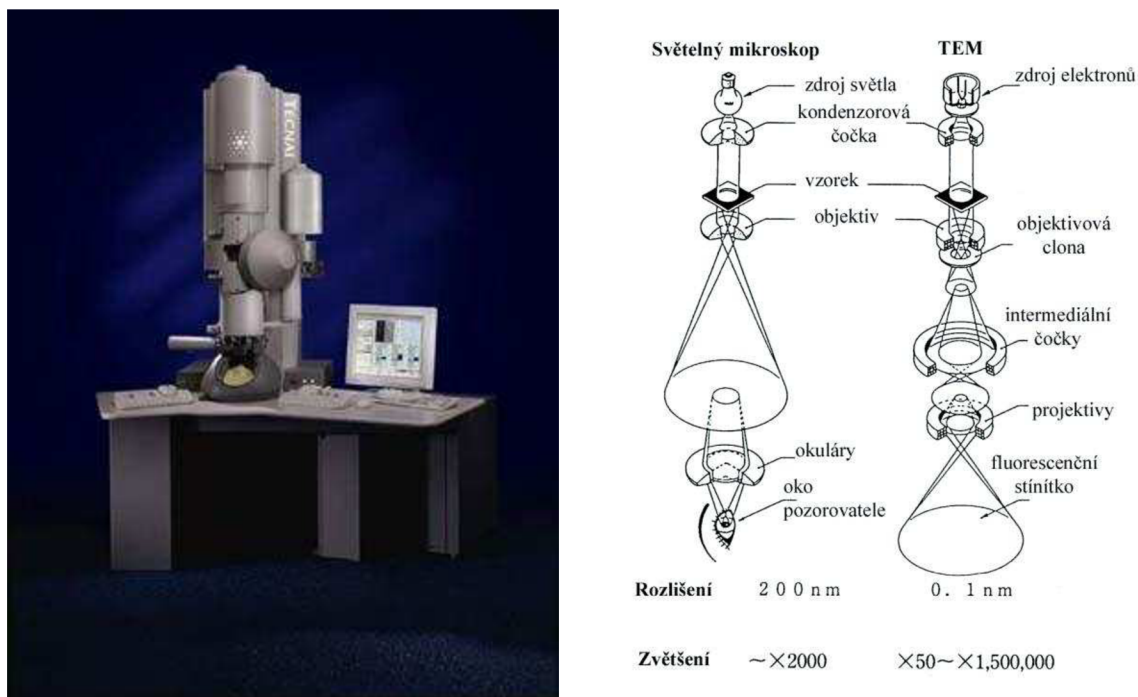 TECNAI
Světelný mikroskop
TEM
zdroj světla
zdroj elektronů
kondenzorová
čočka
vzorek
objektiv
objektivová
clona
intermediální
čočky
projektivy
okuláry
fluorescenční
stínítko
oko
pozorovatele
Rozlišení 200nm 0. 1nm
Zvětšení ~×2000 ×50~×1,500,000